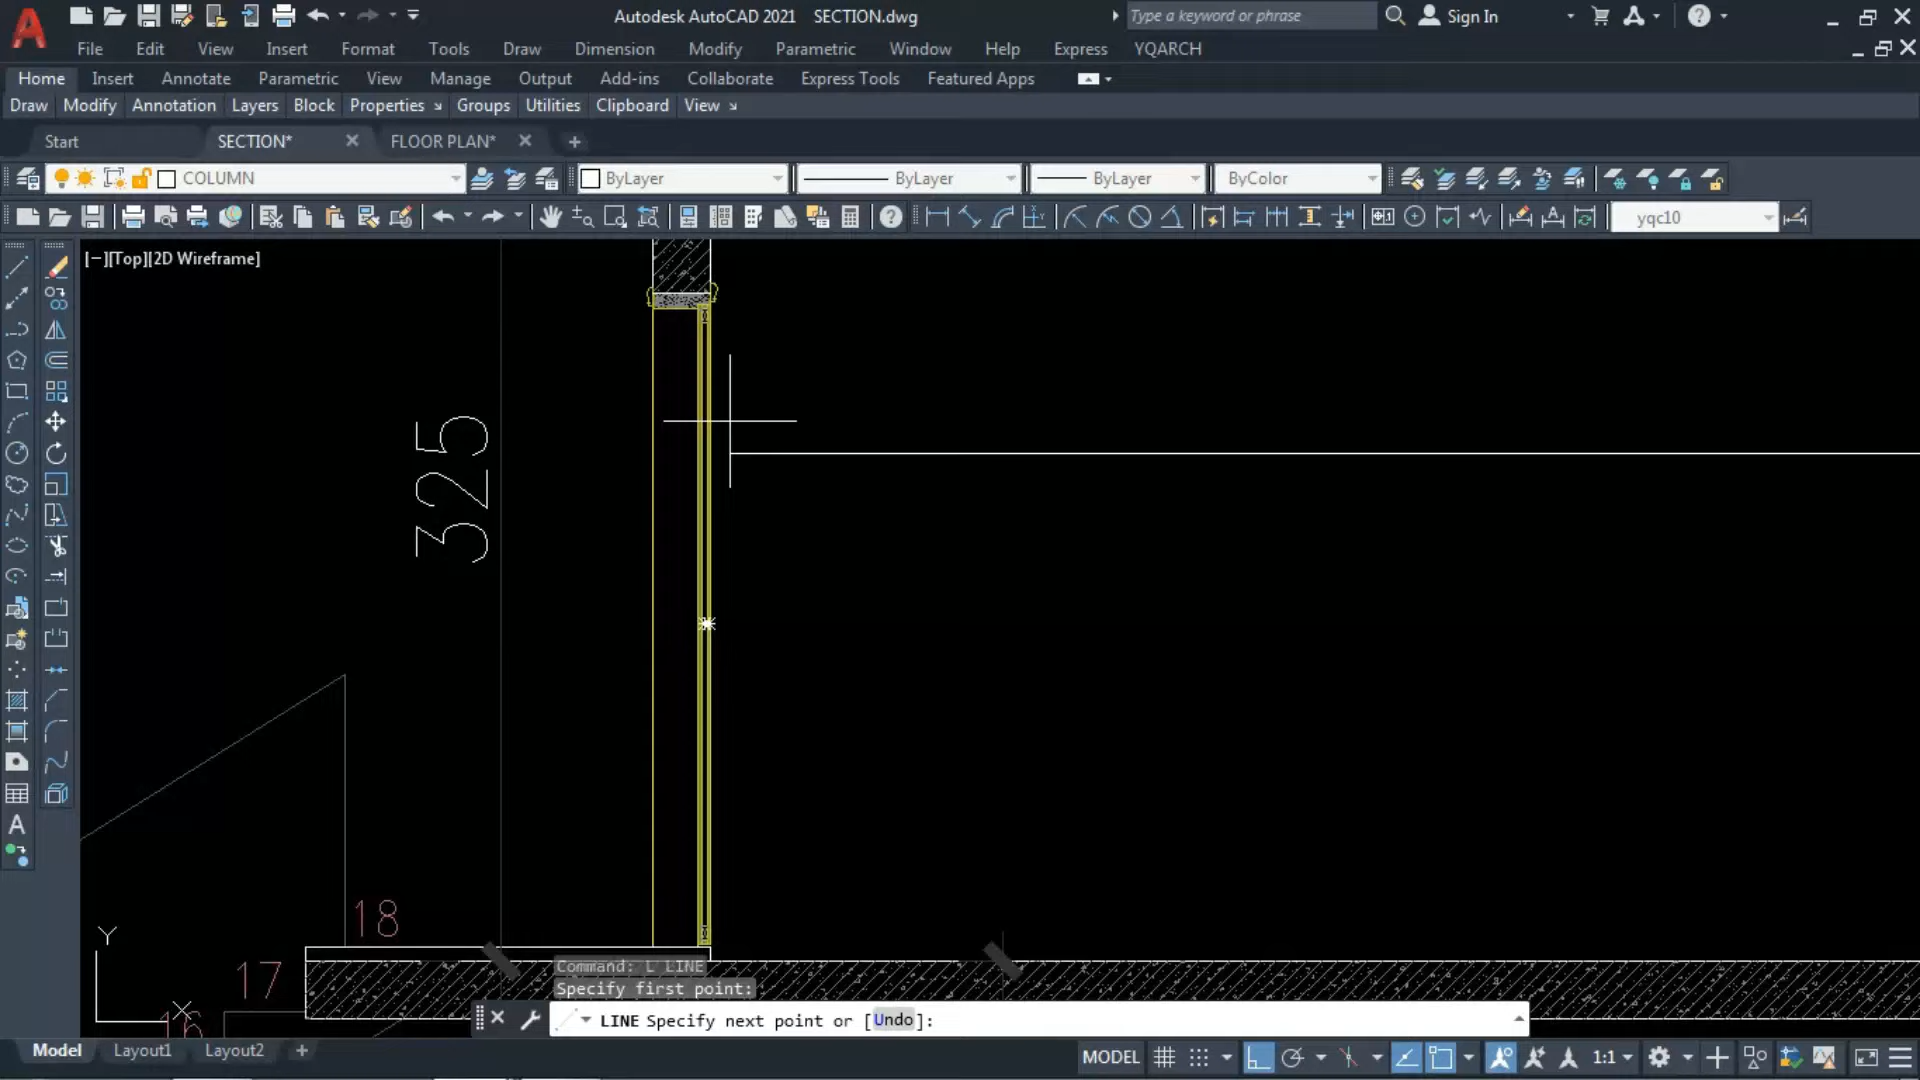 Autodesk AutoCAD 2021 SECTION.dwg
Type a keyword or phrase
Sign In
File Edit View Insert Format Tools Draw Dimension Modify Parametric Window Help Express YQARCH
Home Insert Annotate Parametric View Manage Output Add-ins Collaborate Express Tools Featured Apps
Draw Modify Annotation Layers Block Properties Groups Utilities Clipboard View
Start SECTION* FLOOR PLAN*
COLUMN ByLayer ByLayer ByLayer ByColor
yqc10
[−][Top][2D Wireframe]
325
18
17
16
Y
X
Command: L LINE
Specify first point:
LINE Specify next point or [Undo]:
Model Layout1 Layout2 +
MODEL 1:1